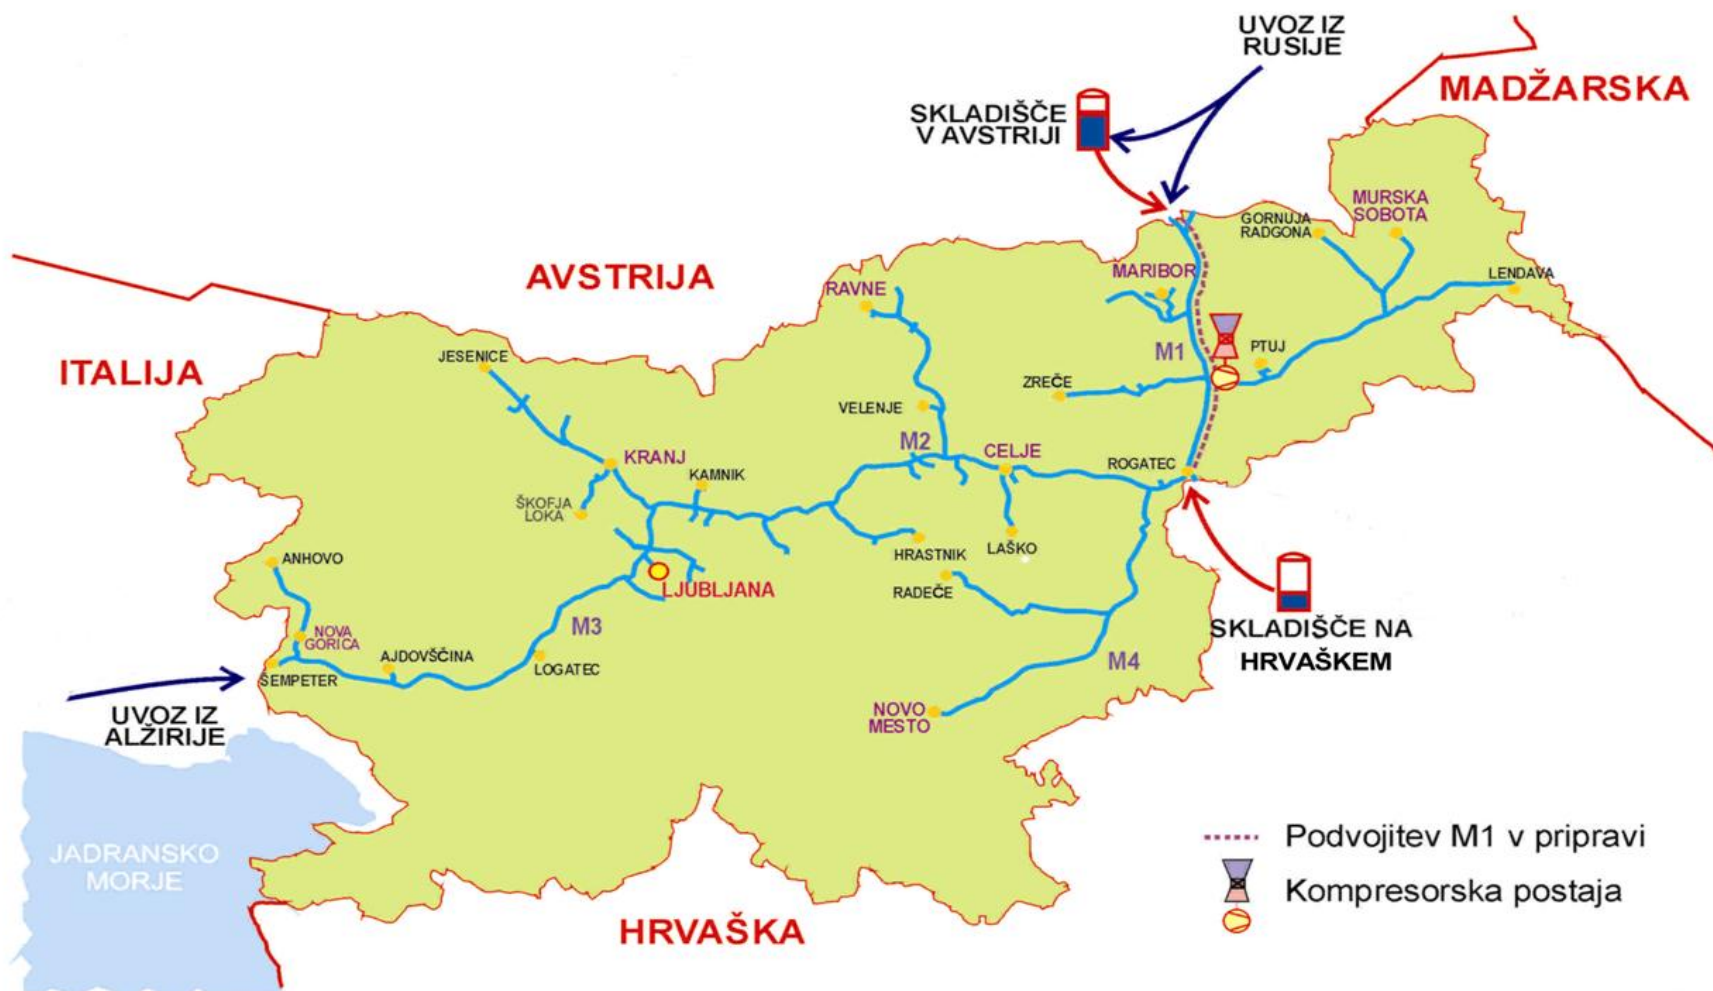 UVOZ IZ
RUSIJE
MADŽARSKA
SKLADIŠČE
V AVSTRIJI
MURSKA
SOBOTA
GORNUJA
RADGONA
LENDAVA
MARIBOR
AVSTRIJA
RAVNE
ITALIJA
JESENICE
M1
PTUJ
ZREČE
VELENJE
M2
CELJE
ROGATEC
KRANJ
KAMNIK
ŠKOFJA
LOKA
ANHOVO
HRASTNIK
LAŠKO
RADEČE
LJUBLJANA
NOVA
GORICA
M3
AJDOVŠČINA
LOGATEC
ŠEMPETER
SKLADIŠČE NA
HRVAŠKEM
M4
NOVO
MESTO
UVOZ IZ
ALŽIRIJE
JADRANSKO
MORJE
HRVAŠKA
Podvojitev M1 v pripravi
Kompresorska postaja